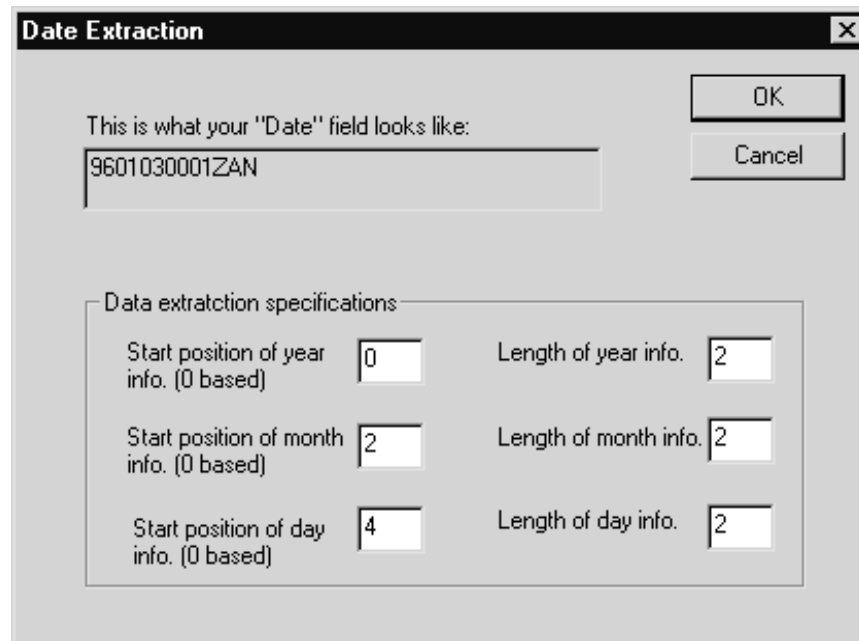 Date Extraction
OK
This is what your "Date" field looks like:
Cancel
9601030001ZAN
Data extratction specifications
Start position of year
info. (0 based)
0
Length of year info.
2
Start position of month
info. (0 based)
2
Length of month info.
2
Start position of day
info. (0 based)
4
Length of day info.
2